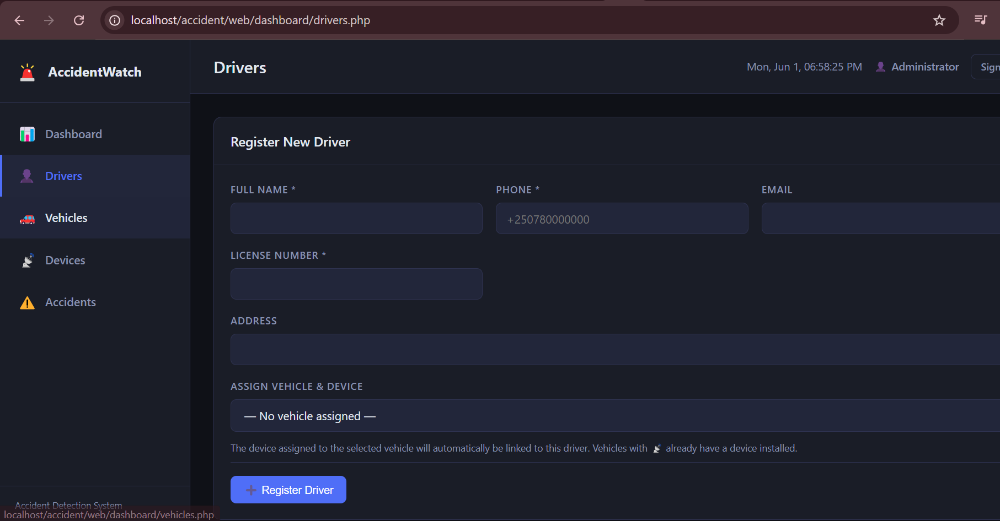 localhost/accident/web/dashboard/drivers.php
AccidentWatch
Drivers
Mon, Jun 1, 06:58:25 PM
Administrator
Sign
Dashboard
Drivers
Vehicles
Devices
Accidents
Register New Driver
FULL NAME *
PHONE *
EMAIL
+250780000000
LICENSE NUMBER *
ADDRESS
ASSIGN VEHICLE & DEVICE
— No vehicle assigned —
The device assigned to the selected vehicle will automatically be linked to this driver. Vehicles with already have a device installed.
Register Driver
Accident Detection System
localhost/accident/web/dashboard/vehicles.php